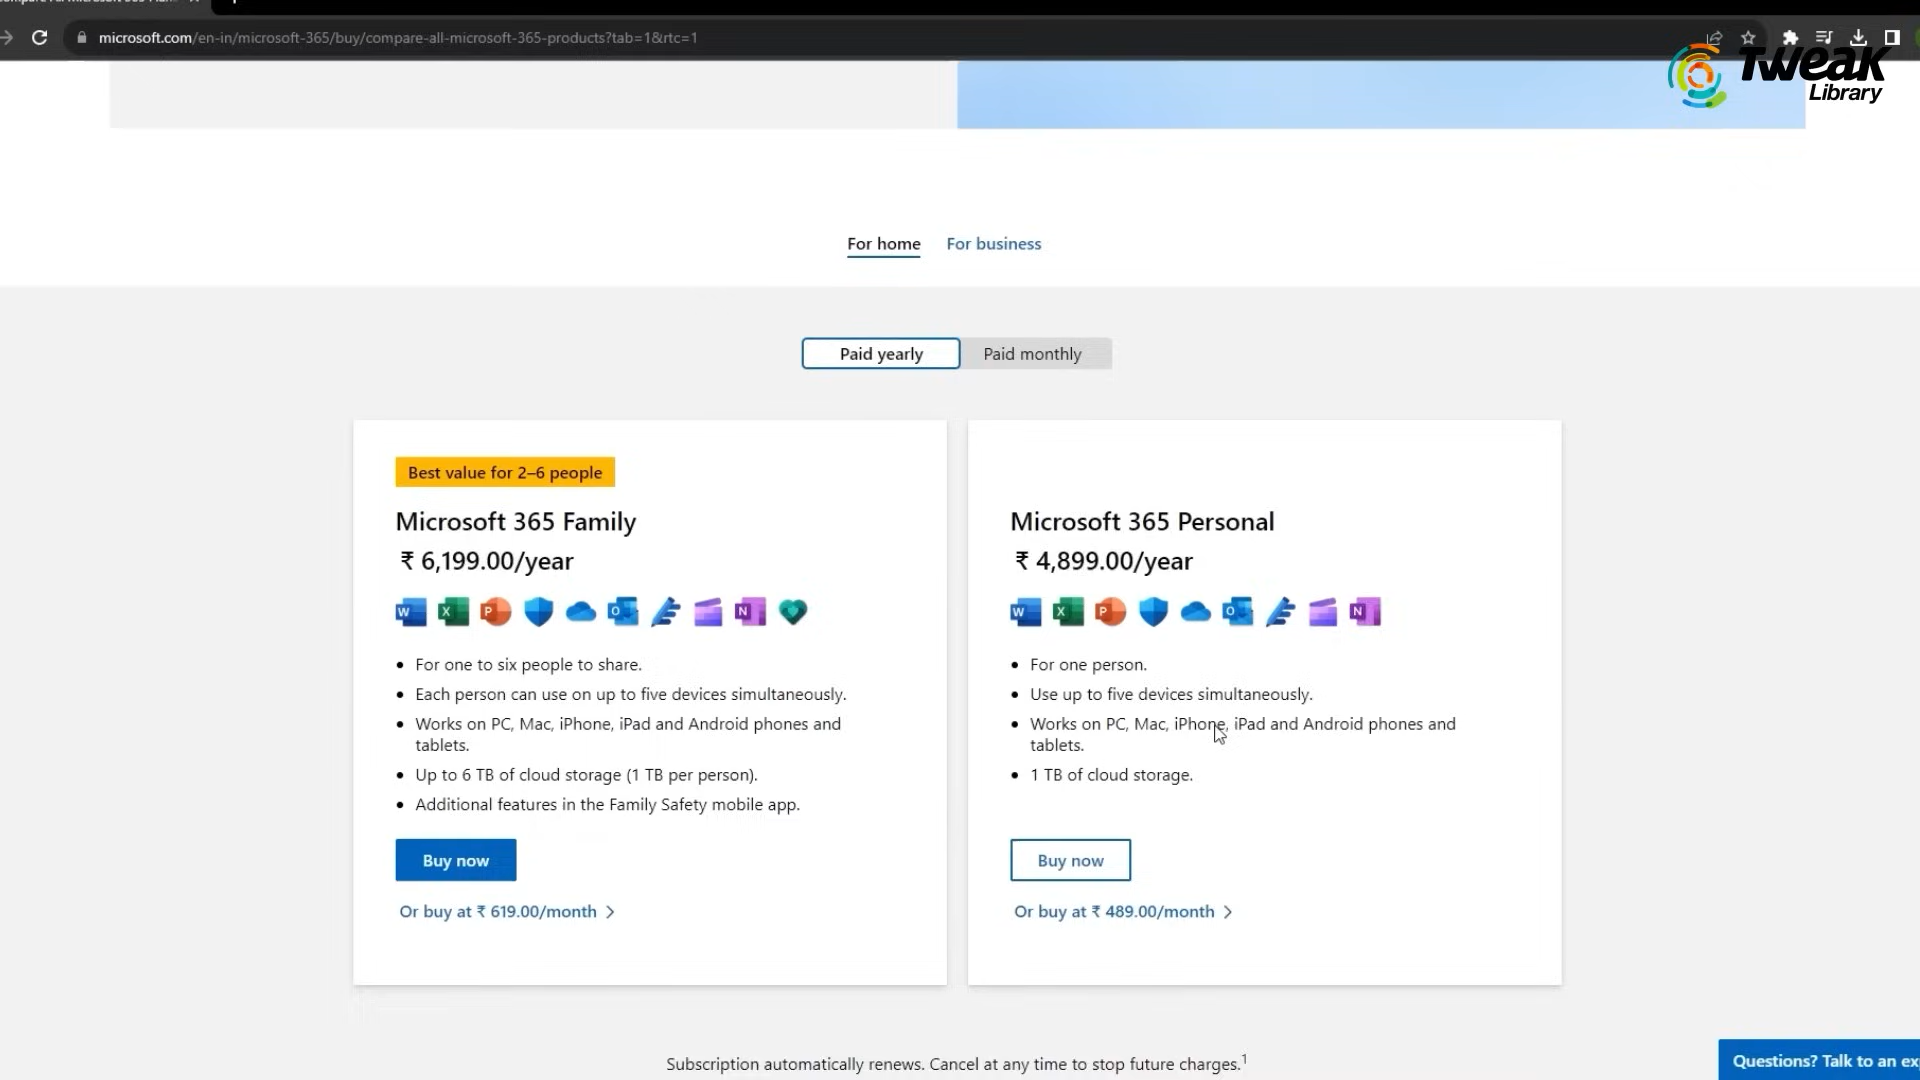 microsoft.com/en-in/microsoft-365/buy/compare-all-microsoft-365-products?tab=1&rtc=1
TweaK
Library
For home For business
Paid yearly Paid monthly
Best value for 2–6 people
Microsoft 365 Family
₹ 6,199.00/year
For one to six people to share.
Each person can use on up to five devices simultaneously.
Works on PC, Mac, iPhone, iPad and Android phones and
tablets.
Up to 6 TB of cloud storage (1 TB per person).
Additional features in the Family Safety mobile app.
Buy now
Or buy at ₹ 619.00/month
Microsoft 365 Personal
₹ 4,899.00/year
For one person.
Use up to five devices simultaneously.
Works on PC, Mac, iPhone, iPad and Android phones and
tablets.
1 TB of cloud storage.
Buy now
Or buy at ₹ 489.00/month
Subscription automatically renews. Cancel at any time to stop future charges.1
Questions? Talk to an